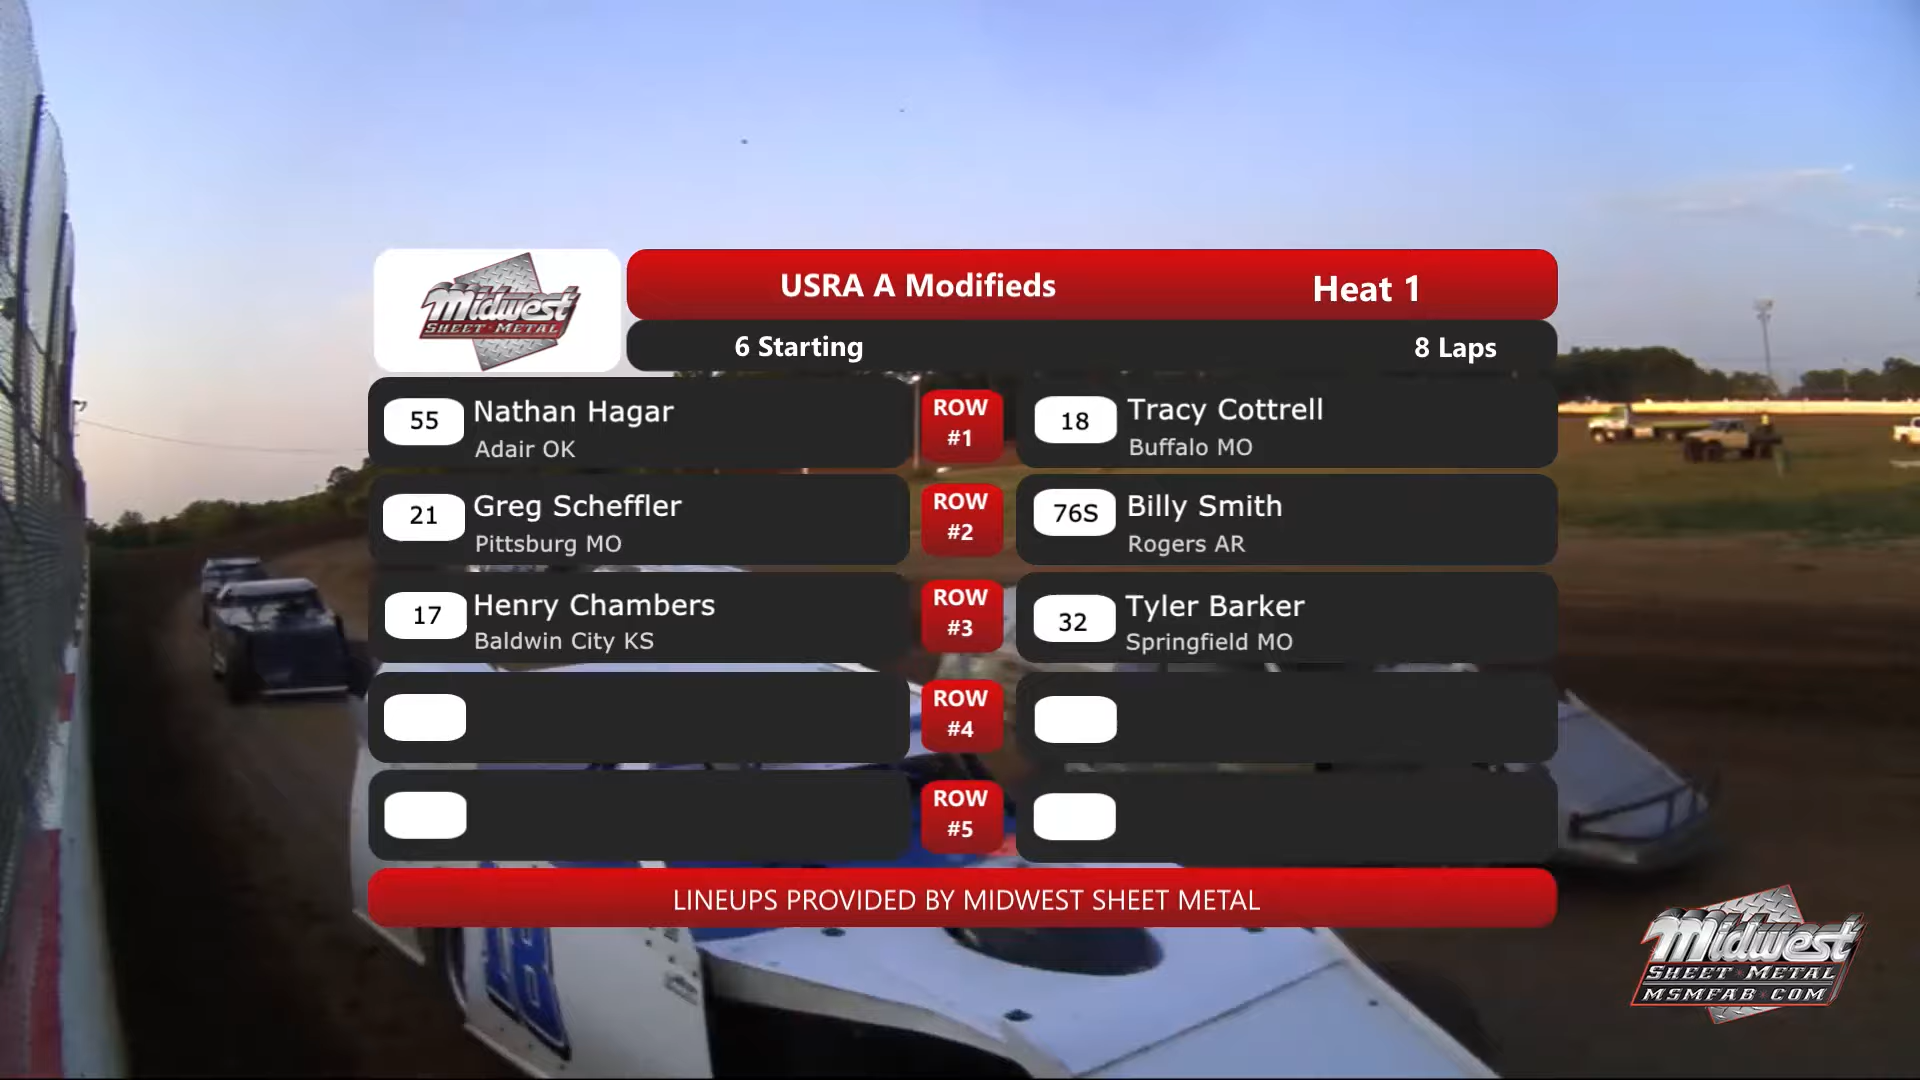 Midwest
SHEET METAL
USRA A Modifieds
Heat 1
6 Starting
8 Laps
55
Nathan Hagar
Adair OK
ROW
#1
18
Tracy Cottrell
Buffalo MO
21
Greg Scheffler
Pittsburg MO
ROW
#2
76S
Billy Smith
Rogers AR
17
Henry Chambers
Baldwin City KS
ROW
#3
32
Tyler Barker
Springfield MO
ROW
#4
ROW
#5
LINEUPS PROVIDED BY MIDWEST SHEET METAL
18
Midwest
SHEET METAL
MSMFAB.COM